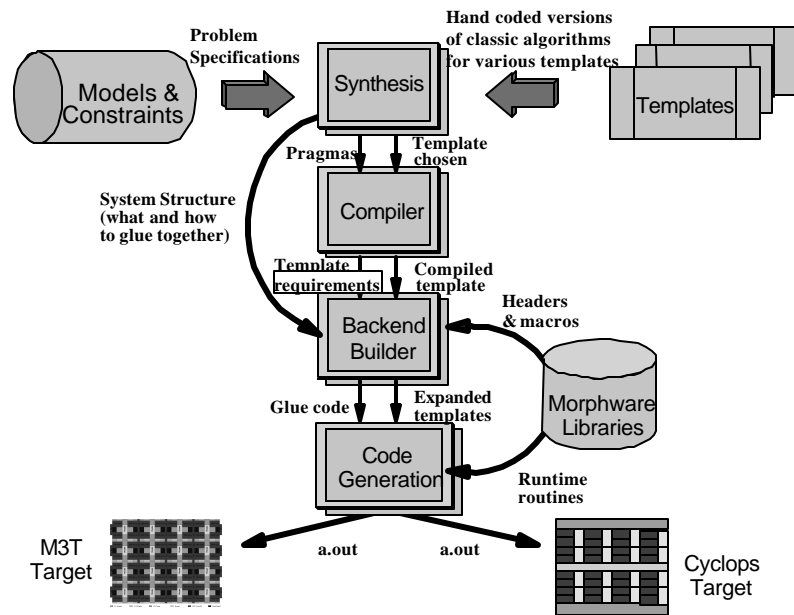 Problem
Specifications
Hand coded versions
of classic algorithms
for various templates
Models &
Constraints
Synthesis
Templates
Pragmas
Template
chosen
System Structure
(what and how
to glue together)
Compiler
Template
requirements
Compiled
template
Headers
& macros
Backend
Builder
Morphware
Libraries
Glue code
Expanded
templates
Code
Generation
Runtime
routines
M3T
Target
a.out
a.out
Cyclops
Target